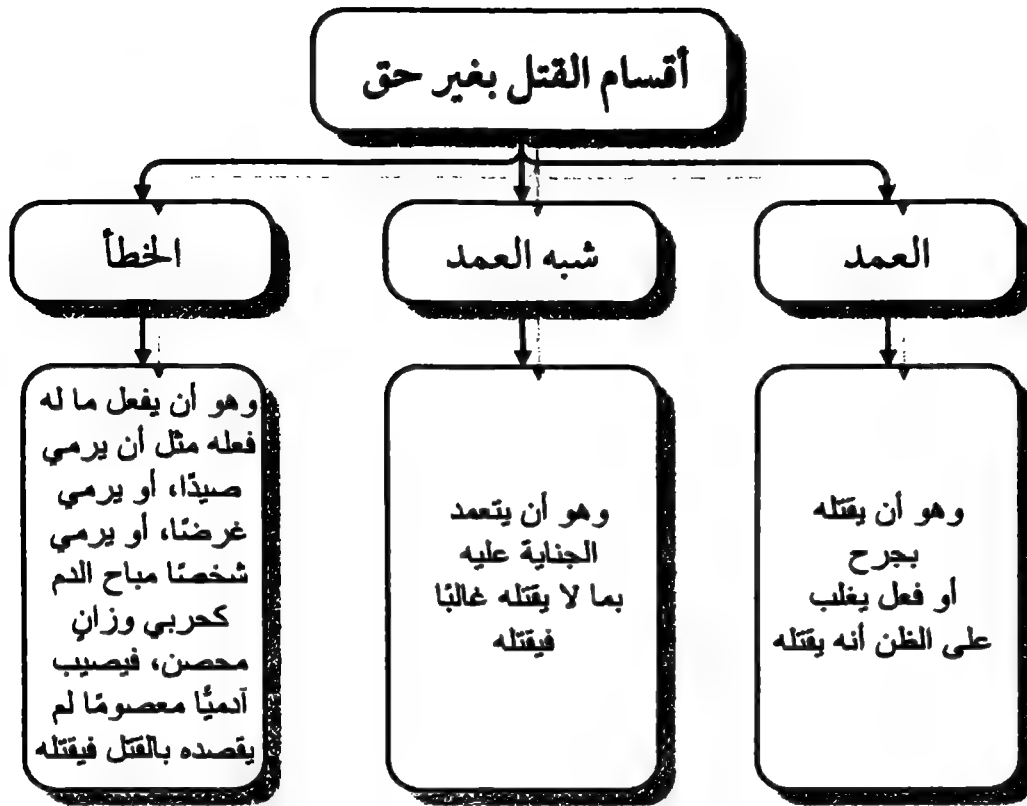 أقسام القتل بغير حق
العمد
شبه العمد
الخطأ
وهو أن يقتله
بجرح
أو فعل يغلب
على الظن أنه يقتله
وهو أن يتعمد
الجناية عليه
بما لا يقتله غالبًا
فيقتله
وهو أن يفعل ما له
فعله مثل أن يرمي
صيدًا، أو يرمي
غرضًا، أو يرمي
شخصًا مباح الدم
كحربي وزانٍ
محصن، فيصيب
آدميًّا معصومًا لم
يقصده بالقتل فيقتله